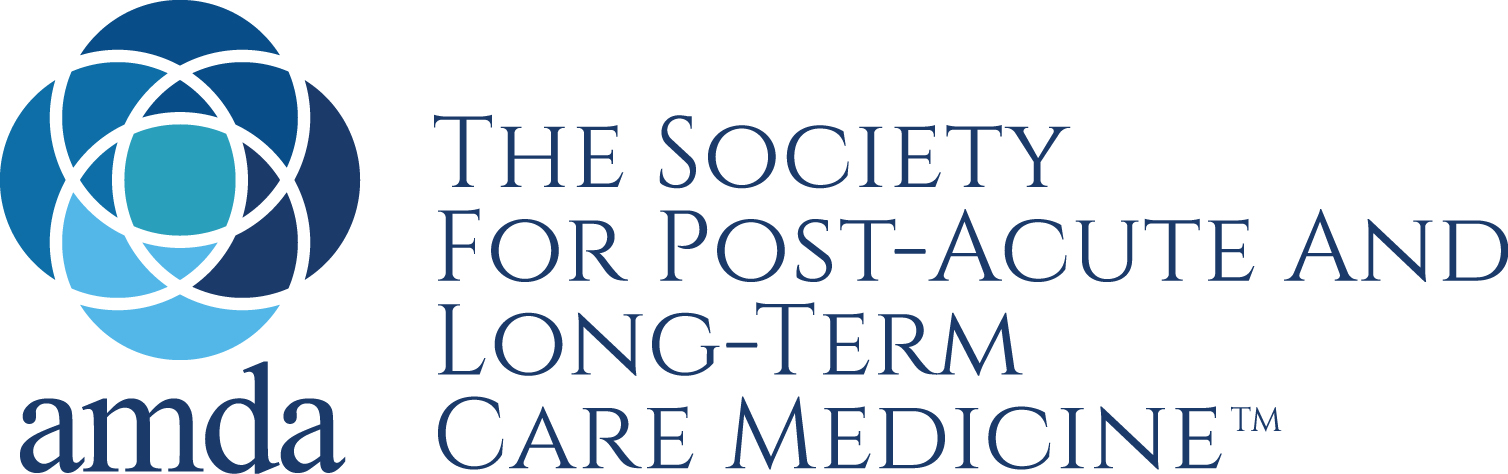 amda
The Society
For Post-Acute And
Long-Term
Care Medicine™